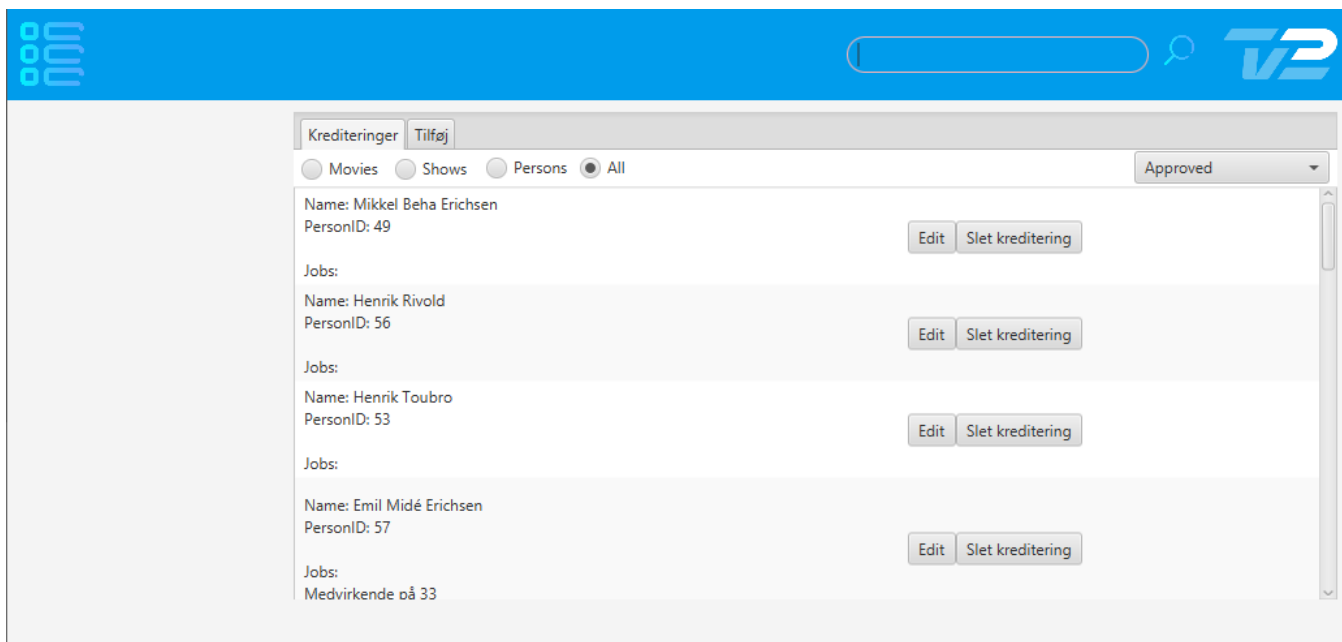 TV2
Krediteringer Tilføj
Movies Shows Persons All Approved
Name: Mikkel Beha Erichsen
PersonID: 49
Edit Slet kreditering
Jobs:
Name: Henrik Rivold
PersonID: 56
Edit Slet kreditering
Jobs:
Name: Henrik Toubro
PersonID: 53
Edit Slet kreditering
Jobs:
Name: Emil Midé Erichsen
PersonID: 57
Edit Slet kreditering
Jobs:
Medvirkende på 33